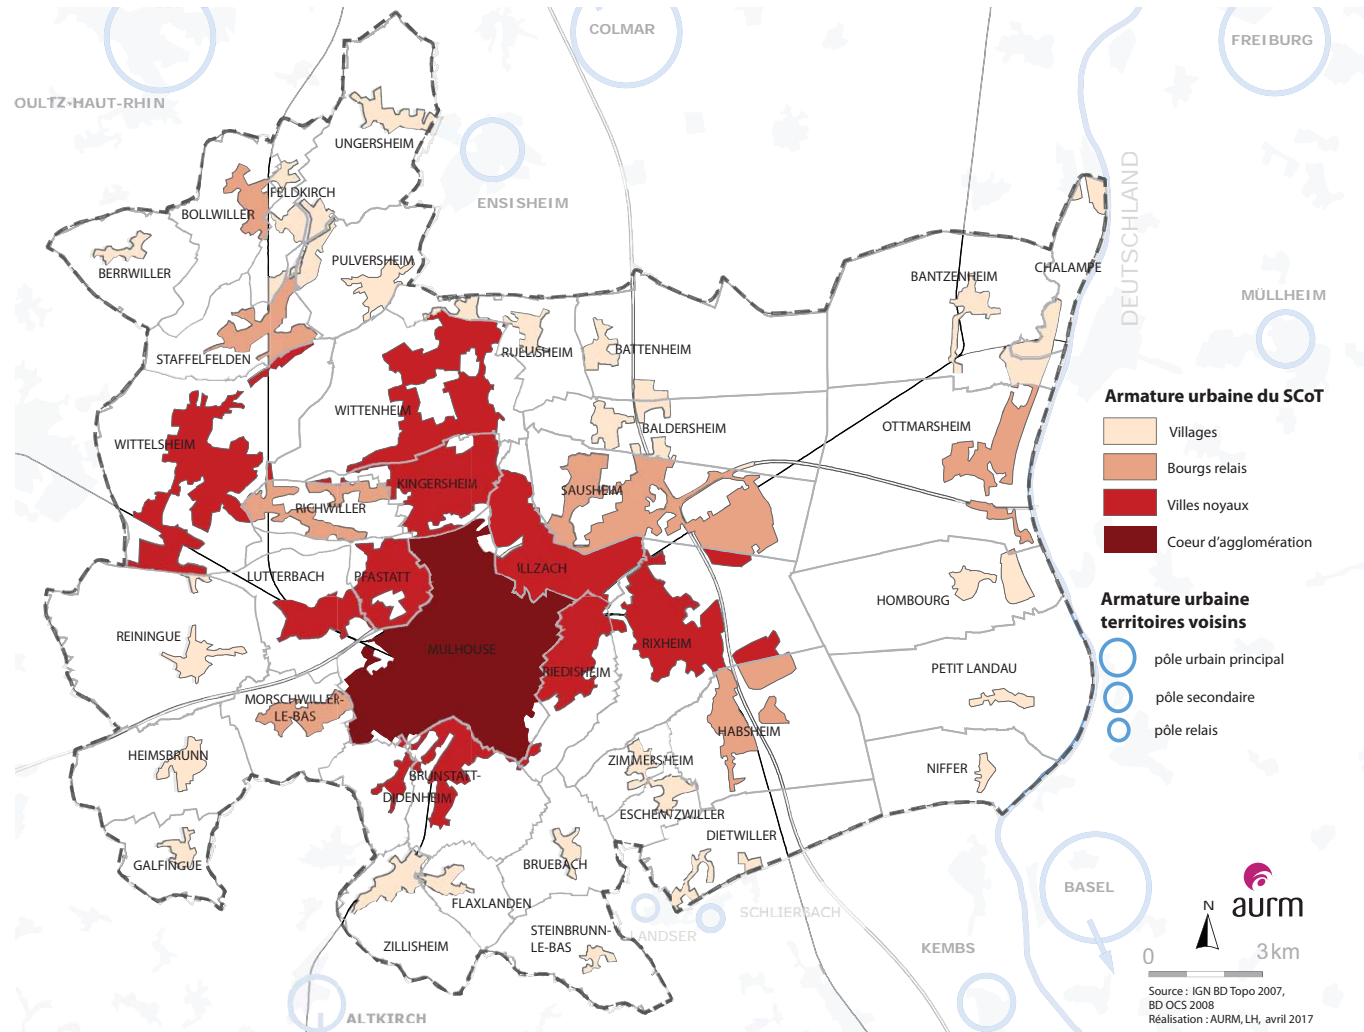 COLMAR
FREIBURG
OULTZ-HAUT-RHIN
UNGERSHEIM
DEUTSCHLAND
FELDKIRCH
ENSISHEIM
BOLLWILLER
PULVERSHEIM
BERRWILLER
BANTZENHEIM
CHALAMPE
MÜLLHEIM
STAFFELFELDEN
RUELISHEIM
BATTENHEIM
WITTENHEIM
BALDERSHEIM
OTTMARSHEIM
WITTELSHEIM
KINGERSHEIM
SAUSHEIM
RICHWILLER
LUTTERBACH
PFASTATT
ILLZACH
HOMBOURG
REININGUE
MULHOUSE
RIXHEIM
RIEDISHEIM
PETIT LANDAU
MORSCHWILLER-
LE-BAS
HABSHEIM
HEIMSBRUNN
ZIMMERSHEIM
NIFFER
BRUNSTATT-
DIDENHEIM
ESCHENTZWILLER
DIETWILLER
GALFINGUE
BRUEBACH
FLAXLANDEN
SCHLIERBACH
LANDSER
STEINBRUNN-
LE-BAS
ZILLISHEIM
KEMBS
BASEL
ALTKIRCH
Armature urbaine du SCoT
Villages
Bourgs relais
Villes noyaux
Coeur d'agglomération
Armature urbaine
territoires voisins
pôle urbain principal
pôle secondaire
pôle relais
aurm
N
0 3 km
Source : IGN BD Topo 2007,
BD OCS 2008
Réalisation : AURM, LH, avril 2017